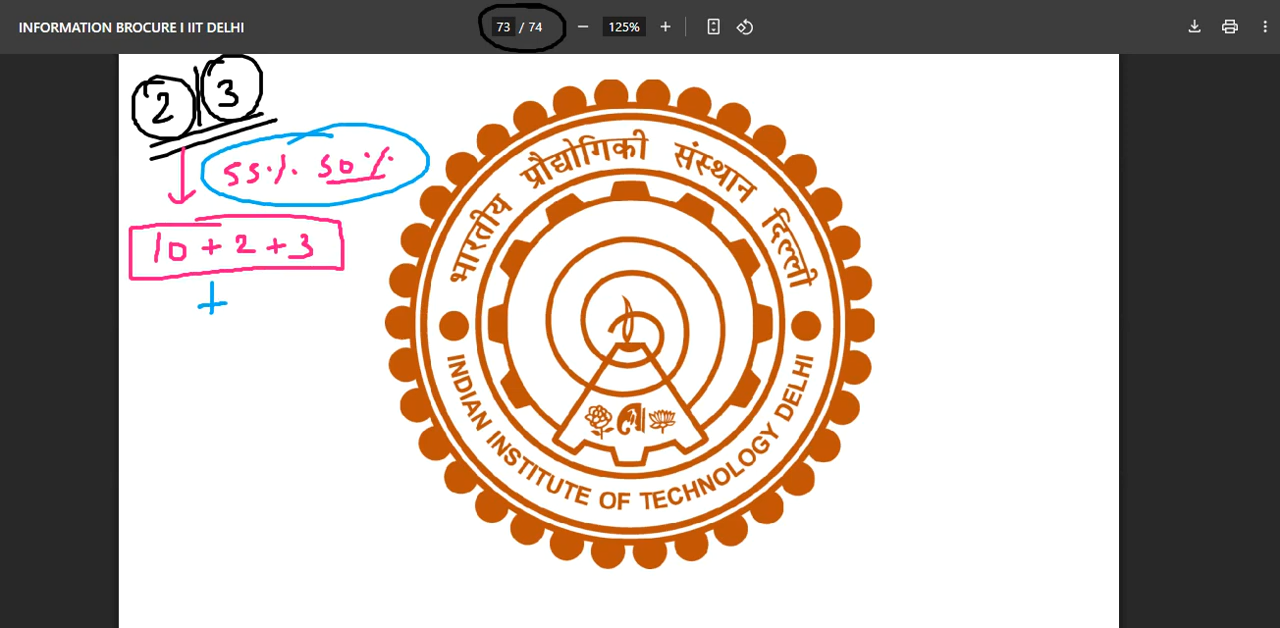 INFORMATION BROCURE I IIT DELHI
73 / 74
125%
2 | 3
55% 50%
10 + 2 + 3
+
भारतीय प्रौद्योगिकी संस्थान दिल्ली
INDIAN INSTITUTE OF TECHNOLOGY DELHI